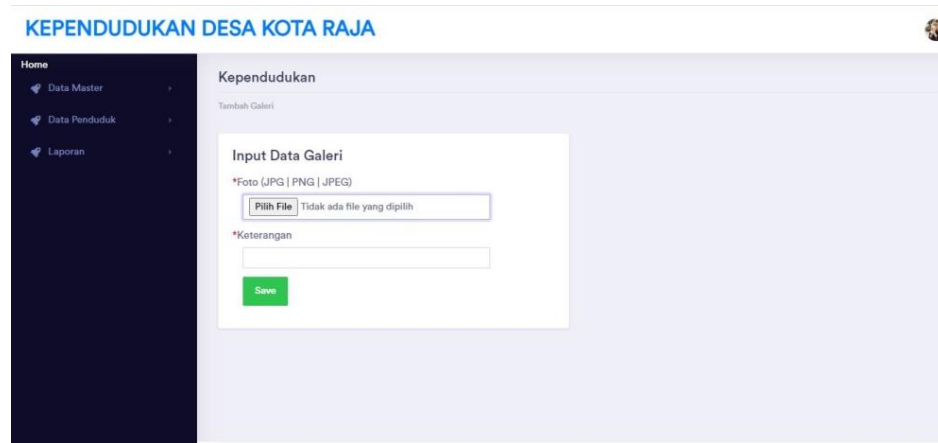 KEPENDUDUKAN DESA KOTA RAJA
Home
Data Master
Data Penduduk
Laporan
Kependudukan
Tambah Galeri
Input Data Galeri
*Foto (JPG | PNG | JPEG)
Pilih File Tidak ada file yang dipilih
*Keterangan
Save